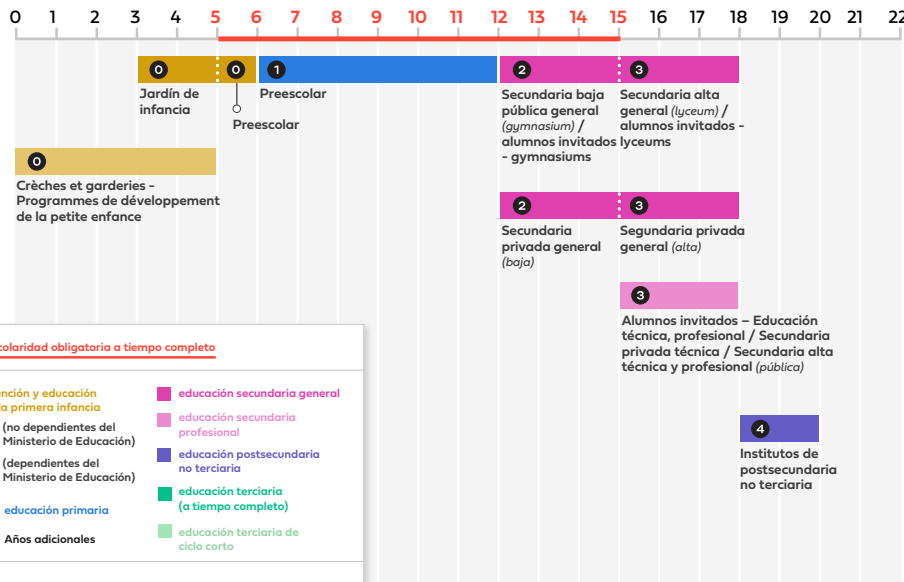 0 1 2 3 4 5 6 7 8 9 10 11 12 13 14 15 16 17 18 19 20 21 22
0 0 1 2 3
Jardín de
infancia
Preescolar
Preescolar
Secundaria baja
pública general
(gymnasium) /
alumnos invitados
- gymnasiums
Secundaria alta
general (lyceum) /
alumnos invitados -
lyceums
0
Crèches et garderies -
Programmes de développement
de la petite enfance
2 3
Secundaria
privada general
(baja)
Segundaria privada
general (alta)
3
Alumnos invitados – Educación
técnica, profesional / Secundaria
privada técnica / Secundaria alta
técnica y profesional (pública)
4
Institutos de
postsecundaria
no terciaria
colaridad obligatoria a tiempo completo
nción y educación
la primera infancia
(no dependientes del
Ministerio de Educación)
(dependientes del
Ministerio de Educación)
educación primaria
Años adicionales
educación secundaria general
educación secundaria
profesional
educación postsecundaria
no terciaria
educación terciaria
(a tiempo completo)
educación terciaria de
ciclo corto